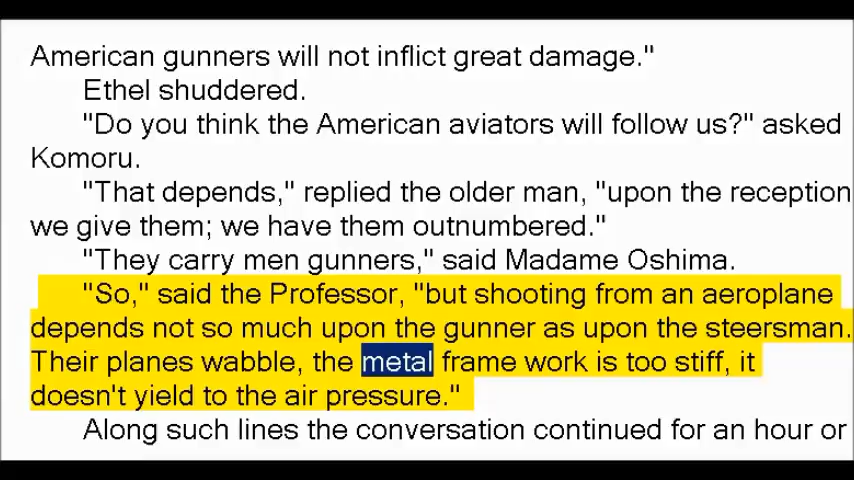 American gunners will not inflict great damage."
Ethel shuddered.
"Do you think the American aviators will follow us?" asked
Komoru.
"That depends," replied the older man, "upon the reception
we give them; we have them outnumbered."
"They carry men gunners," said Madame Oshima.
"So," said the Professor, "but shooting from an aeroplane
depends not so much upon the gunner as upon the steersman.
Their planes wabble, the metal frame work is too stiff, it
doesn't yield to the air pressure."
Along such lines the conversation continued for an hour or